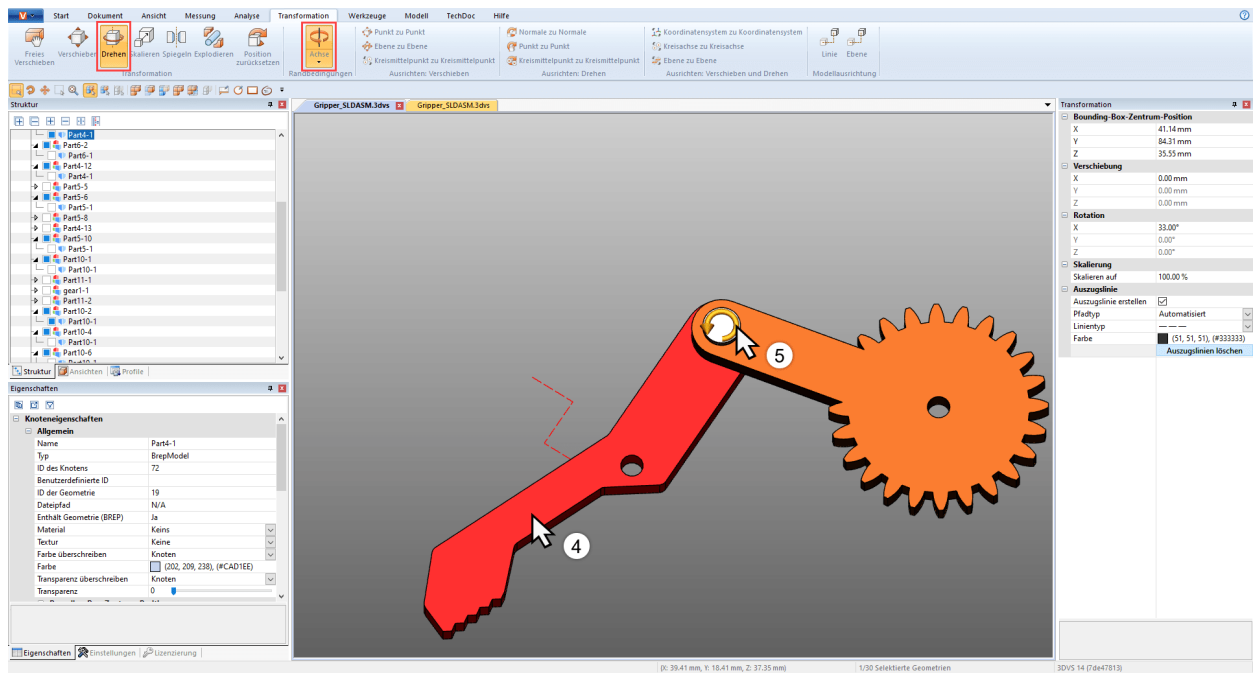 Start Dokument Ansicht Messung Analyse Transformation Werkzeuge Modell TechDoc Hilfe
Freies Verschieben
Verschieben
Drehen
Skalieren
Spiegeln
Explodieren
Position zurücksetzen
Transformation
Achse
Randbedingungen
Punkt zu Punkt
Ebene zu Ebene
Kreismittelpunkt zu Kreismittelpunkt
Ausrichten: Verschieben
Normale zu Normale
Punkt zu Punkt
Kreismittelpunkt zu Kreismittelpunkt
Ausrichten: Drehen
Koordinatensystem zu Koordinatensystem
Kreisachse zu Kreisachse
Ebene zu Ebene
Ausrichten: Verschieben und Drehen
Linie Ebene
Modellausrichtung
Struktur
Part4-1
Part6-2
Part6-1
Part4-12
Part4-1
Part5-5
Part5-6
Part5-1
Part5-8
Part4-13
Part5-10
Part5-1
Part10-1
Part10-1
Part11-1
gear1-1
Part11-2
Part10-2
Part10-1
Part10-4
Part10-1
Part10-6
Struktur Ansichten Profile
Eigenschaften
Knoteneigenschaften
Allgemein
Name Part4-1
Typ BrepModel
ID des Knotens 72
Benutzerdefinierte ID
ID der Geometrie 19
Dateipfad N/A
Enthält Geometrie (BREP) Ja
Material Keins
Textur Keine
Farbe überschreiben Knoten
Farbe (202, 209, 238), (#CAD1EE)
Transparenz überschreiben Knoten
Transparenz 0
Eigenschaften Einstellungen Lizenzierung
Gripper_SLDASM.3dvs Gripper_SLDASM.3dvs
5
4
Transformation
Bounding-Box-Zentrum-Position
X 41.14 mm
Y 84.31 mm
Z 35.55 mm
Verschiebung
X 0.00 mm
Y 0.00 mm
Z 0.00 mm
Rotation
X 33.00°
Y 0.00°
Z 0.00°
Skalierung
Skalieren auf 100.00 %
Auszugslinie
Auszugslinie erstellen
Pfadtyp Automatisiert
Linientyp
Farbe (51, 51, 51), (#333333)
Auszugslinien löschen
(X: 39.41 mm, Y: 18.41 mm, Z: 37.35 mm) 1/30 Selektierte Geometrien 3DVS 14 (7de47813)